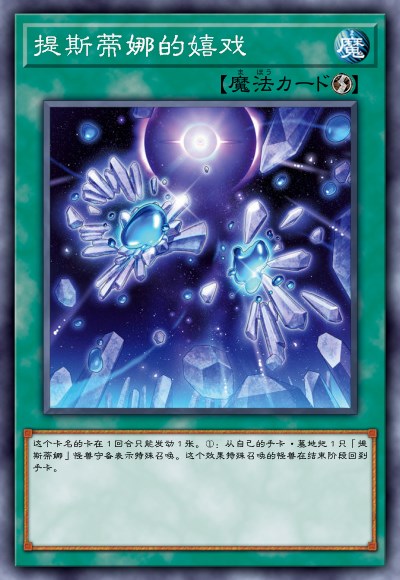 提斯蒂娜的嬉戏
魔
【魔法カード】
まほう
这个卡名的卡在１回合只能发动１张。①：从自己的手卡・墓地把１只「提
斯蒂娜」怪兽守备表示特殊召唤。这个效果特殊召唤的怪兽在结束阶段回到
手卡。